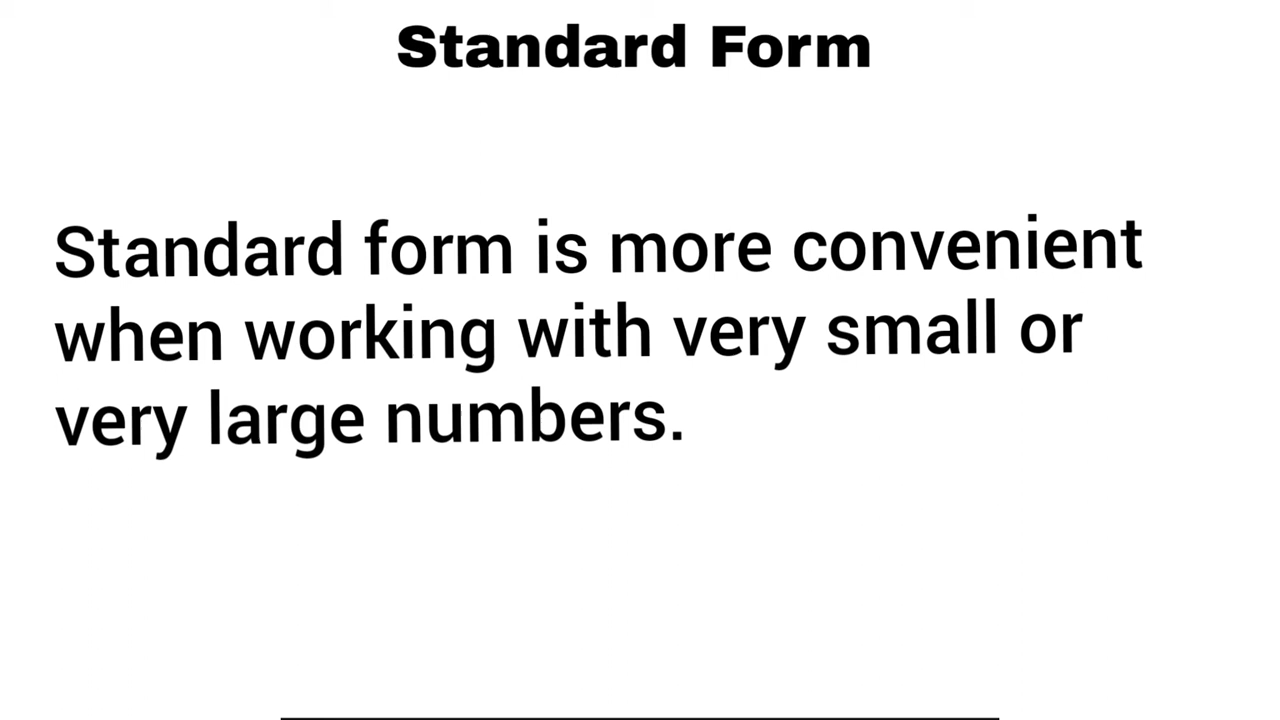 Standard Form
Standard form is more convenient
when working with very small or
very large numbers.